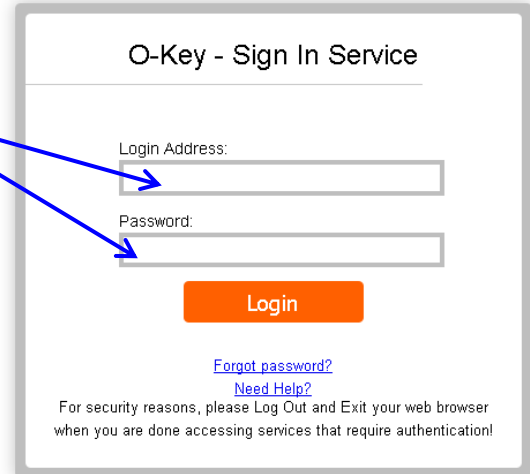 O-Key - Sign In Service
Login Address:
Password:
Login
Forgot password?
Need Help?
For security reasons, please Log Out and Exit your web browser
when you are done accessing services that require authentication!